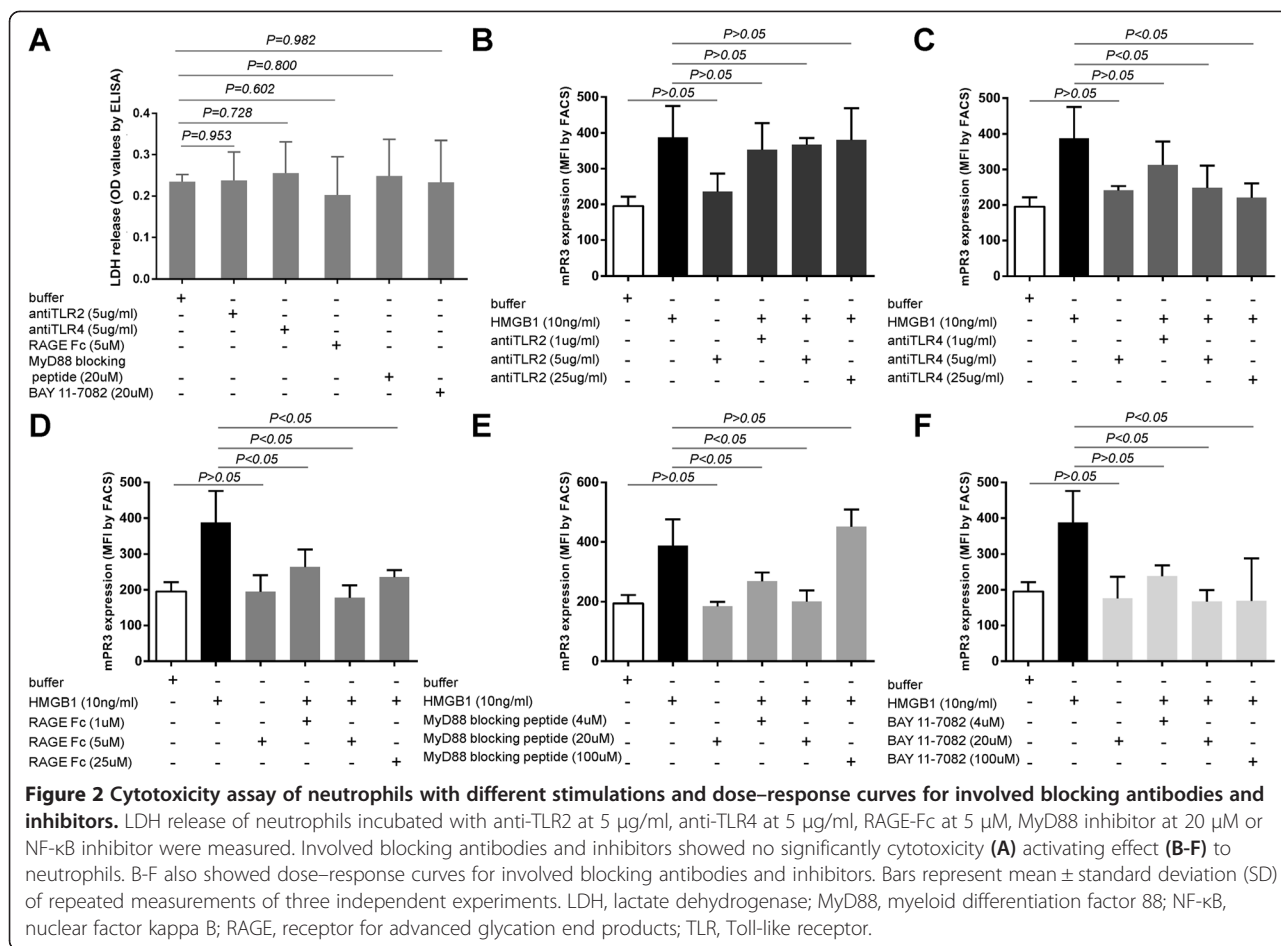 A
P=0.982
P=0.800
P=0.602
P=0.728
P=0.953
LDH release (OD values by ELISA)
0.4
0.3
0.2
0.1
0.0
buffer + - - - - -
antiTLR2 (5ug/ml) - + - - - -
antiTLR4 (5ug/ml) - - + - - -
RAGE Fc (5uM) - - - + - -
MyD88 blocking
peptide (20uM) - - - - + -
BAY 11-7082 (20uM) - - - - - +
B
P>0.05
P>0.05
P>0.05
P>0.05
mPR3 expression (MFI by FACS)
500
400
300
200
100
0
buffer + - - - - -
HMGB1 (10ng/ml) - + - + + +
antiTLR2 (1ug/ml) - - - + - -
antiTLR2 (5ug/ml) - - + - + -
antiTLR2 (25ug/ml) - - - - - +
C
P<0.05
P<0.05
P>0.05
P>0.05
mPR3 expression (MFI by FACS)
500
400
300
200
100
0
buffer + - - - - -
HMGB1 (10ng/ml) - + - + + +
antiTLR4 (1ug/ml) - - - + - -
antiTLR4 (5ug/ml) - - + - + -
antiTLR4 (25ug/ml) - - - - - +
D
P<0.05
P<0.05
P<0.05
P>0.05
mPR3 expression (MFI by FACS)
500
400
300
200
100
0
buffer + - - - - -
HMGB1 (10ng/ml) - + - + + +
RAGE Fc (1uM) - - - + - -
RAGE Fc (5uM) - - + - + -
RAGE Fc (25uM) - - - - - +
E
P>0.05
P<0.05
P<0.05
P>0.05
mPR3 expression (MFI by FACS)
600
400
200
0
buffer + - - - - -
HMGB1 (10ng/ml) - + - + + +
MyD88 blocking peptide (4uM) - - - + - -
MyD88 blocking peptide (20uM) - - + - + -
MyD88 blocking peptide (100uM) - - - - - +
F
P<0.05
P<0.05
P>0.05
P>0.05
mPR3 expression (MFI by FACS)
500
400
300
200
100
0
buffer + - - - - -
HMGB1 (10ng/ml) - + - + + +
BAY 11-7082 (4uM) - - - + - -
BAY 11-7082 (20uM) - - + - + -
BAY 11-7082 (100uM) - - - - - +
Figure 2 Cytotoxicity assay of neutrophils with different stimulations and dose–response curves for involved blocking antibodies and
inhibitors. LDH release of neutrophils incubated with anti-TLR2 at 5 μg/ml, anti-TLR4 at 5 μg/ml, RAGE-Fc at 5 μM, MyD88 inhibitor at 20 μM or
NF-κB inhibitor were measured. Involved blocking antibodies and inhibitors showed no significantly cytotoxicity (A) activating effect (B-F) to
neutrophils. B-F also showed dose–response curves for involved blocking antibodies and inhibitors. Bars represent mean ± standard deviation (SD)
of repeated measurements of three independent experiments. LDH, lactate dehydrogenase; MyD88, myeloid differentiation factor 88; NF-κB,
nuclear factor kappa B; RAGE, receptor for advanced glycation end products; TLR, Toll-like receptor.